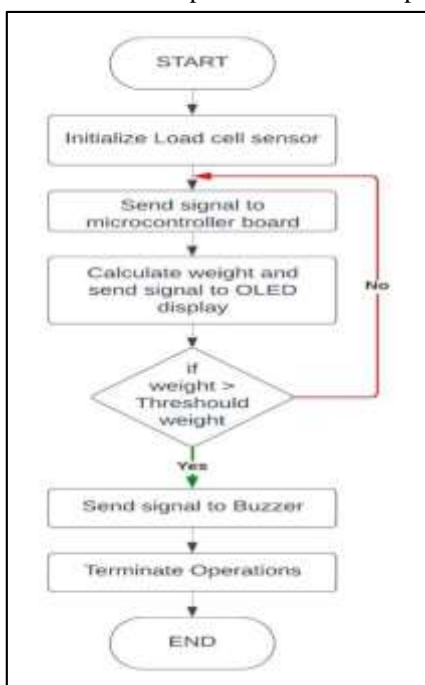 START
Initialize Load cell sensor
Send signal to
microcontroller board
Calculate weight and
send signal to OLED
display
No
if
weight >
Threshould
weight
Yes
Send signal to Buzzer
Terminate Operations
END